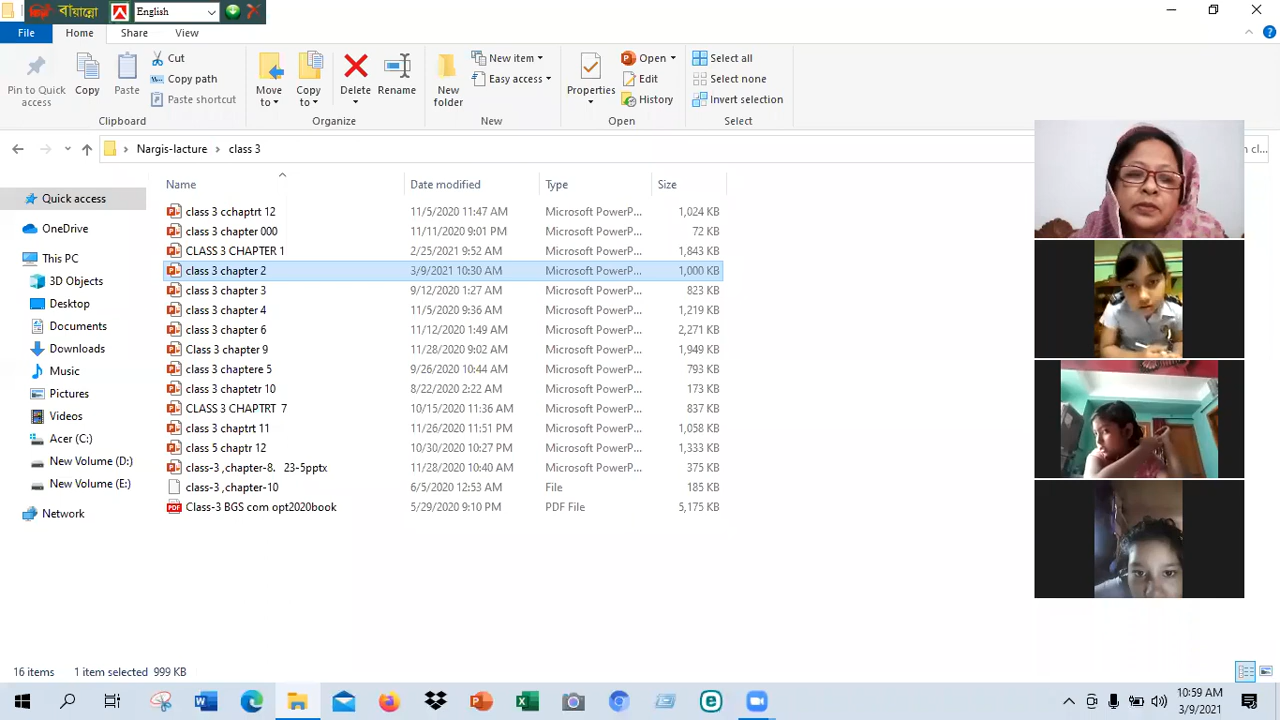 বাঁয়ান্নো English
File Home Share View
Pin to Quick access
Copy
Paste
Cut
Copy path
Paste shortcut
Clipboard
Move to
Copy to
Delete
Rename
Organize
New folder
New item
Easy access
New
Properties
Open
Edit
History
Open
Select all
Select none
Invert selection
Select
Nargis-lacture > class 3
Name Date modified Type Size
class 3 cchaptrt 12 11/5/2020 11:47 AM Microsoft PowerP... 1,024 KB
class 3 chapter 000 11/11/2020 9:01 PM Microsoft PowerP... 72 KB
CLASS 3 CHAPTER 1 2/25/2021 9:52 AM Microsoft PowerP... 1,843 KB
class 3 chapter 2 3/9/2021 10:30 AM Microsoft PowerP... 1,000 KB
class 3 chapter 3 9/12/2020 1:27 AM Microsoft PowerP... 823 KB
class 3 chapter 4 11/5/2020 9:36 AM Microsoft PowerP... 1,219 KB
class 3 chapter 6 11/12/2020 1:49 AM Microsoft PowerP... 2,271 KB
Class 3 chapter 9 11/28/2020 9:02 AM Microsoft PowerP... 1,949 KB
class 3 chaptere 5 9/26/2020 10:44 AM Microsoft PowerP... 793 KB
class 3 chaptetr 10 8/22/2020 2:22 AM Microsoft PowerP... 173 KB
CLASS 3 CHAPTRT 7 10/15/2020 11:36 AM Microsoft PowerP... 837 KB
class 3 chaptrt 11 11/26/2020 11:51 PM Microsoft PowerP... 1,058 KB
class 5 chaptr 12 10/30/2020 10:27 PM Microsoft PowerP... 1,333 KB
class-3 ,chapter-8. 23-5pptx 11/28/2020 10:40 AM Microsoft PowerP... 375 KB
class-3 ,chapter-10 6/5/2020 12:53 AM File 185 KB
Class-3 BGS com opt2020book 5/29/2020 9:10 PM PDF File 5,175 KB
Quick access
OneDrive
This PC
3D Objects
Desktop
Documents
Downloads
Music
Pictures
Videos
Acer (C:)
New Volume (D:)
New Volume (E:)
Network
16 items 1 item selected 999 KB
10:59 AM
3/9/2021